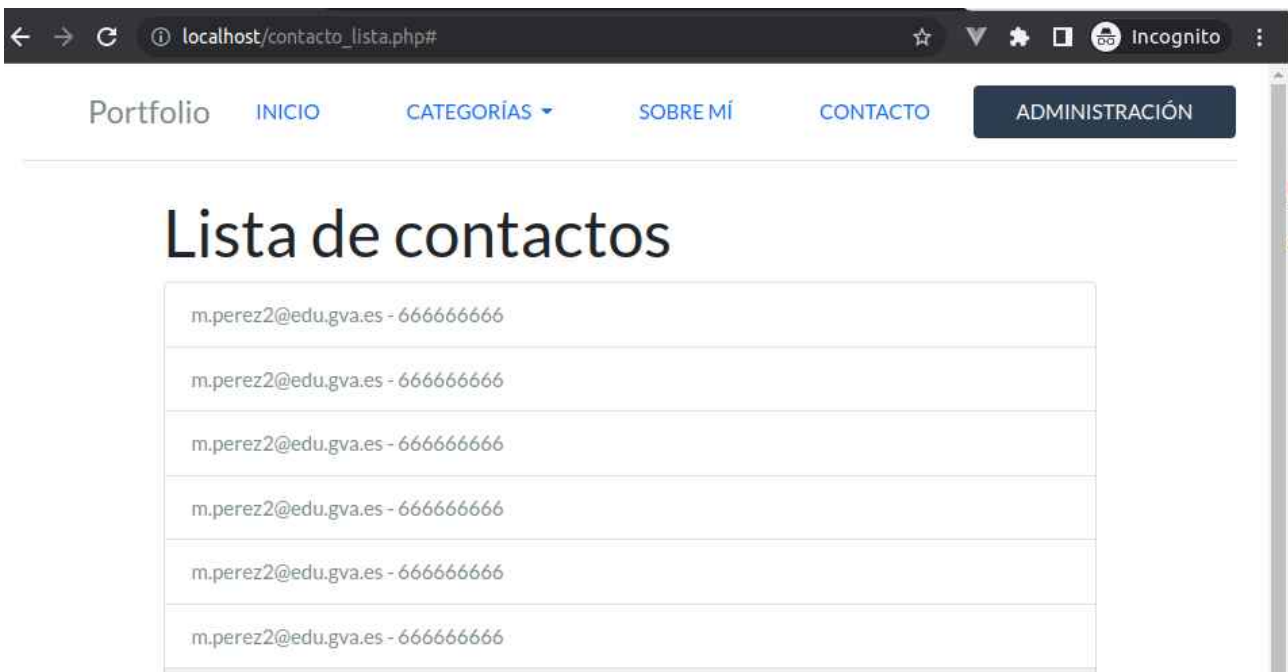 localhost/contacto_lista.php#
Incognito
Portfolio INICIO CATEGORÍAS SOBRE MÍ CONTACTO ADMINISTRACIÓN
Lista de contactos
m.perez2@edu.gva.es - 666666666
m.perez2@edu.gva.es - 666666666
m.perez2@edu.gva.es - 666666666
m.perez2@edu.gva.es - 666666666
m.perez2@edu.gva.es - 666666666
m.perez2@edu.gva.es - 666666666